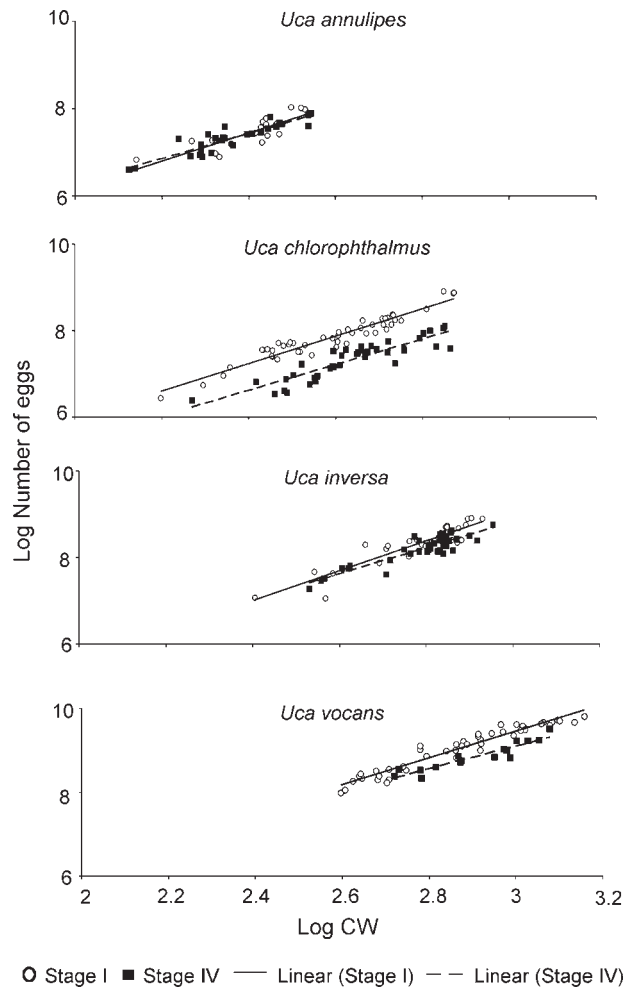 10
Uca annulipes
8
6
10
Uca chlorophthalmus
8
6
Log Number of eggs
10
Uca inversa
8
6
10
Uca vocans
8
6
2 2.2 2.4 2.6 2.8 3 3.2
Log CW
Stage I Stage IV Linear (Stage I) Linear (Stage IV)